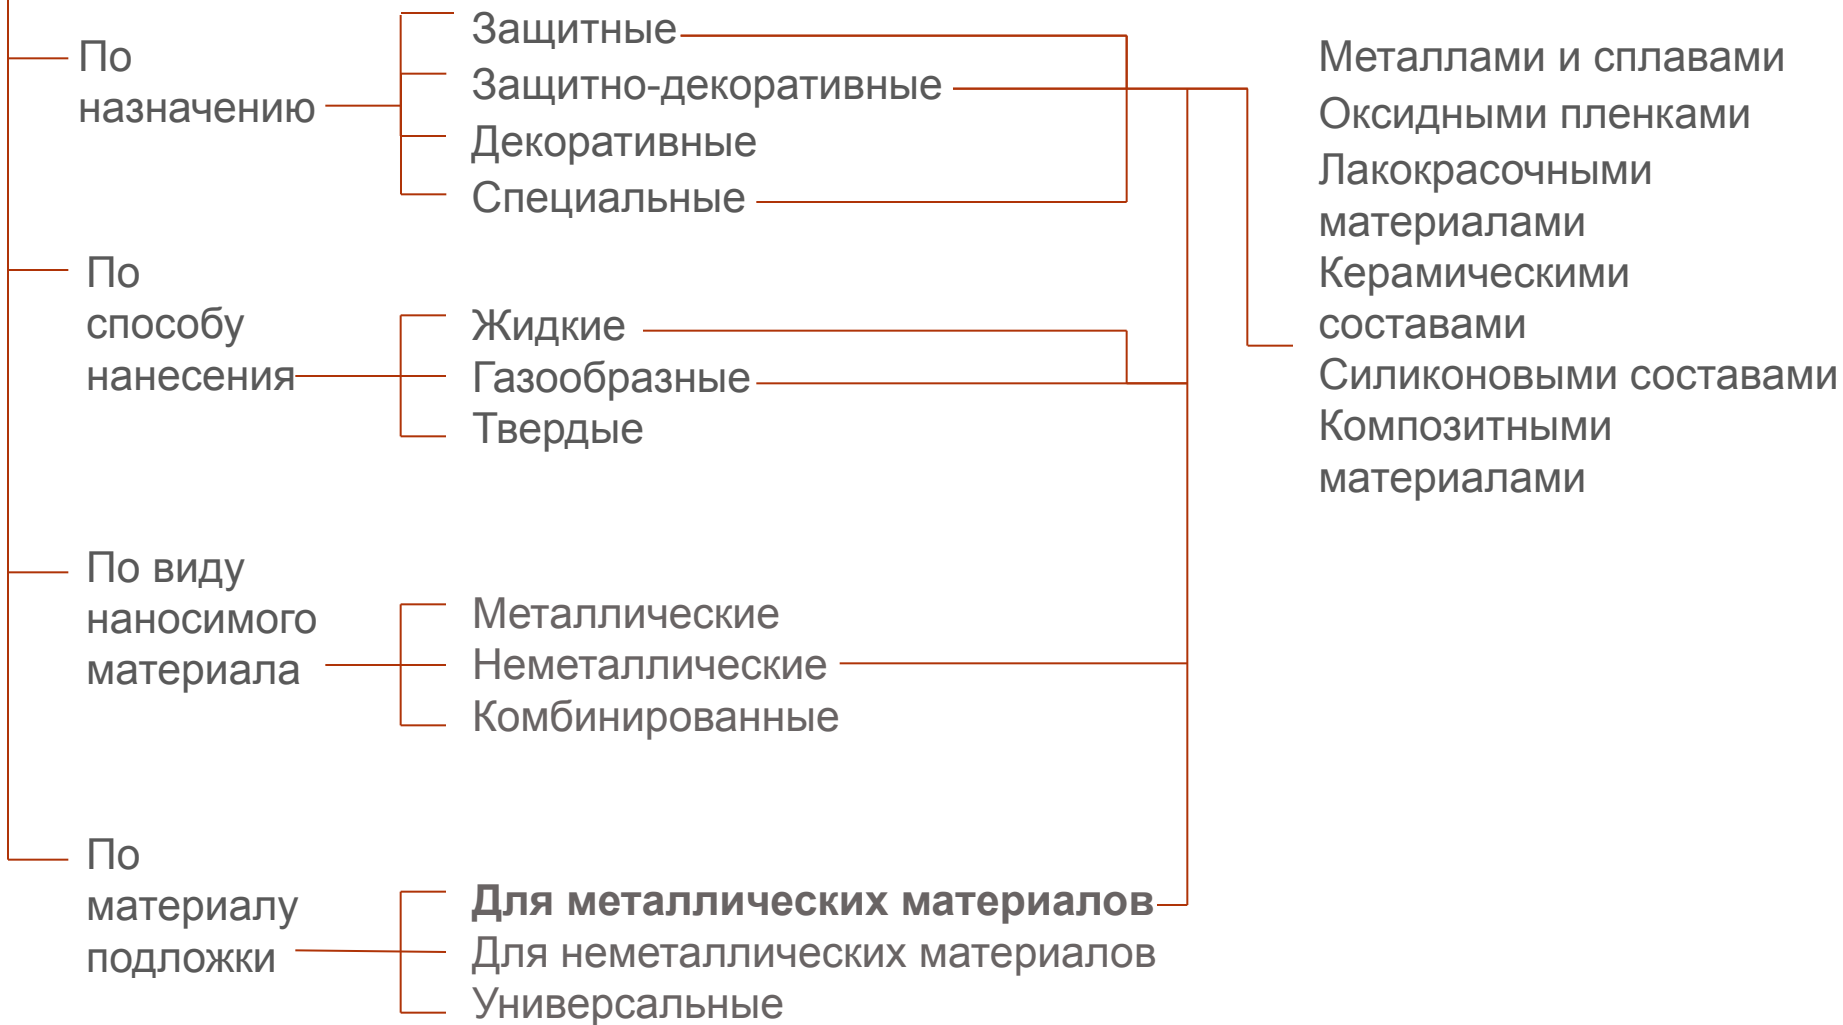 По
назначению
Защитные
Защитно-декоративные
Декоративные
Специальные
По
способу
нанесения
Жидкие
Газообразные
Твердые
По виду
наносимого
материала
Металлические
Неметаллические
Комбинированные
По
материалу
подложки
Для металлических материалов
Для неметаллических материалов
Универсальные
Металлами и сплавами
Оксидными пленками
Лакокрасочными
материалами
Керамическими
составами
Силиконовыми составами
Композитными
материалами